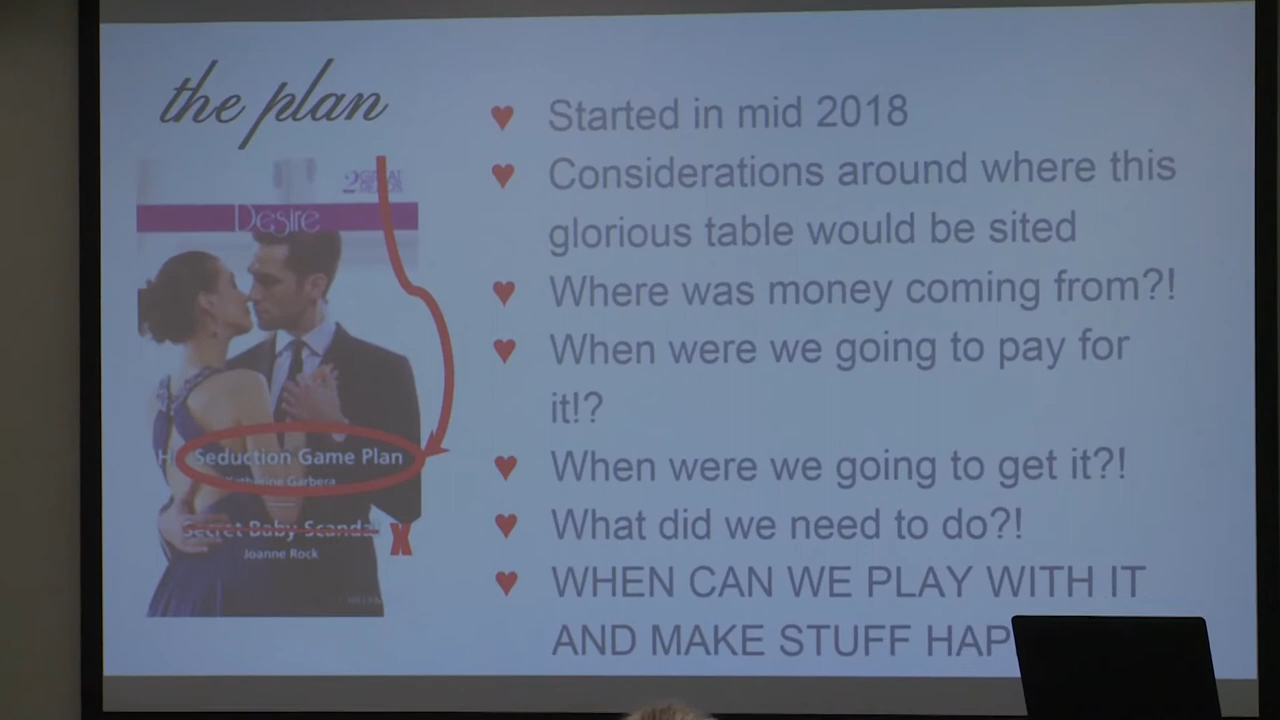 the plan
2 GREAT READS
Desire
Seduction Game Plan
Katherine Garbera
Secret Baby Scandal
X
Joanne Rock
♥ Started in mid 2018
♥ Considerations around where this
glorious table would be sited
♥ Where was money coming from?!
♥ When were we going to pay for
it!?
♥ When were we going to get it?!
♥ What did we need to do?!
♥ WHEN CAN WE PLAY WITH IT
AND MAKE STUFF HAP